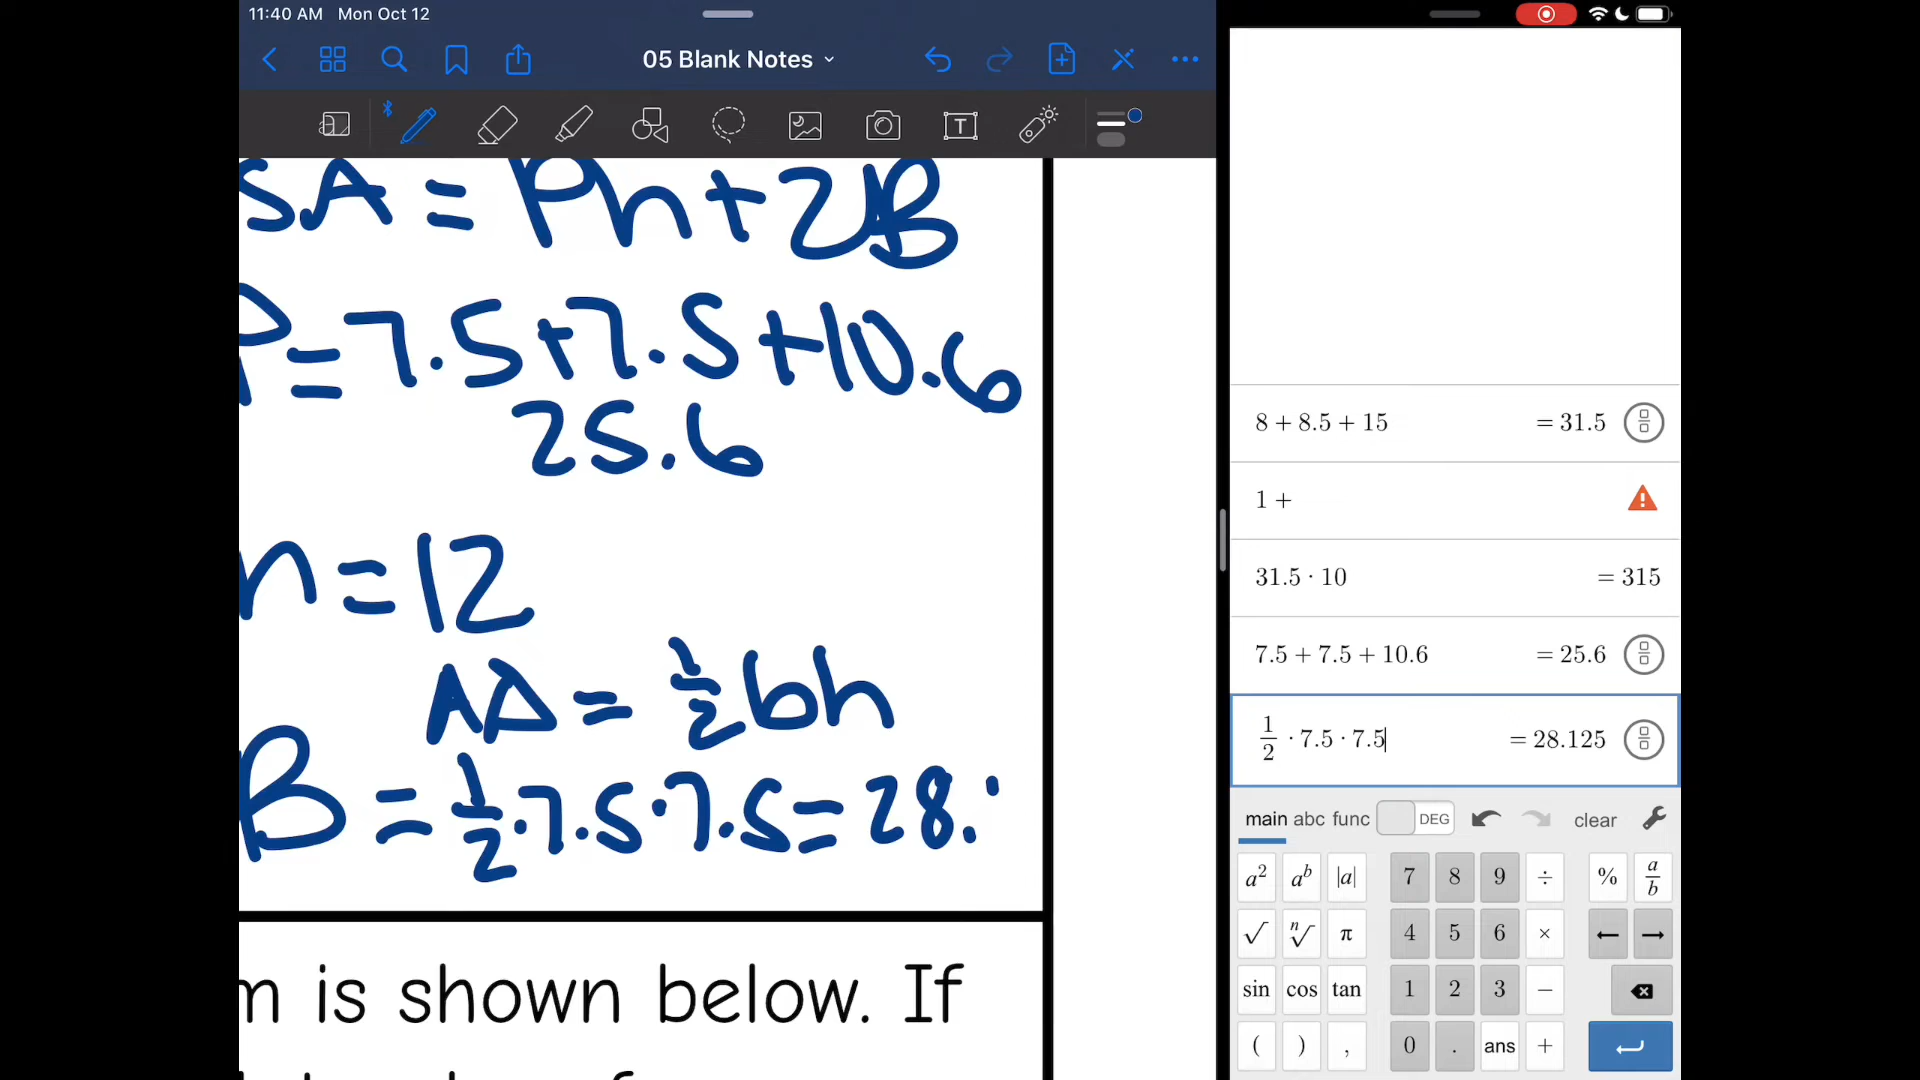 11:40 AM Mon Oct 12
05 Blank Notes
SA = Ph + 2B
P = 7.5 + 7.5 + 10.6
25.6
h = 12
A△ = ½bh
B = ½ · 7.5 · 7.5 = 28.
m is shown below. If
8 + 8.5 + 15 = 31.5
1 +
31.5 · 10 = 315
7.5 + 7.5 + 10.6 = 25.6
1/2 · 7.5 · 7.5 = 28.125
main abc func DEG clear
a² aᵇ |a| 7 8 9 ÷ % a/b
√ ⁿ√ π 4 5 6 × ← →
sin cos tan 1 2 3 −
( ) , 0 . ans +